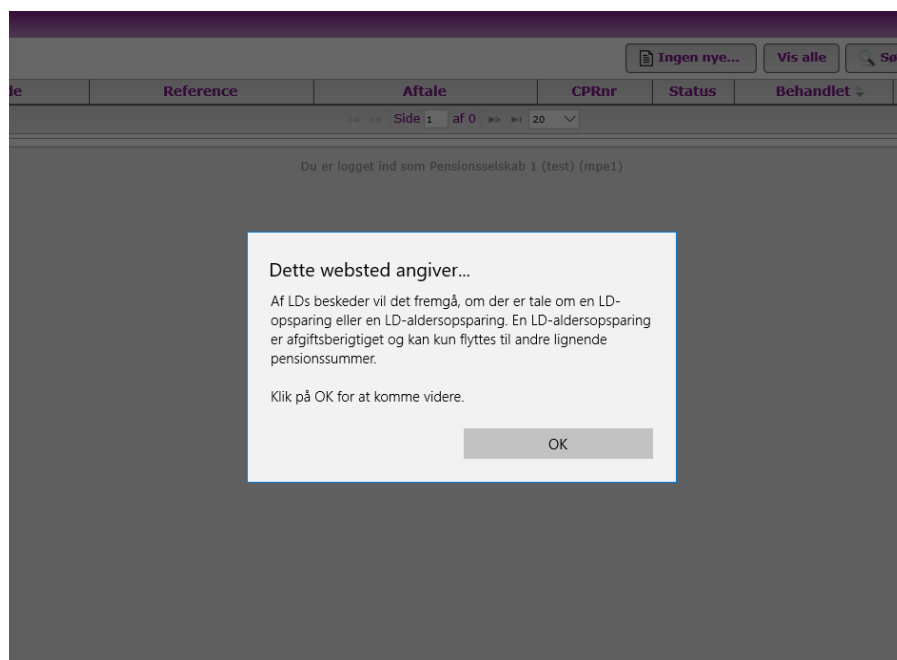 Ingen nye... Vis alle
Reference Aftale CPRnr Status Behandlet
Side 1 af 0 20
Du er logget ind som Pensionsselskab 1 (test) (mpe1)
Dette websted angiver...
Af LDs beskeder vil det fremgå, om der er tale om en LD-
opsparing eller en LD-aldersopsparing. En LD-aldersopsparing
er afgiftsberigtiget og kan kun flyttes til andre lignende
pensionssummer.
Klik på OK for at komme videre.
OK